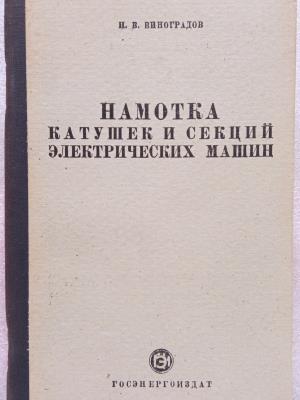 Н. В. ВИНОГРАДОВ
НАМОТКА
КАТУШЕК И СЕКЦИЙ
ЭЛЕКТРИЧЕСКИХ МАШИН
ГОСЭНЕРГОИЗДАТ